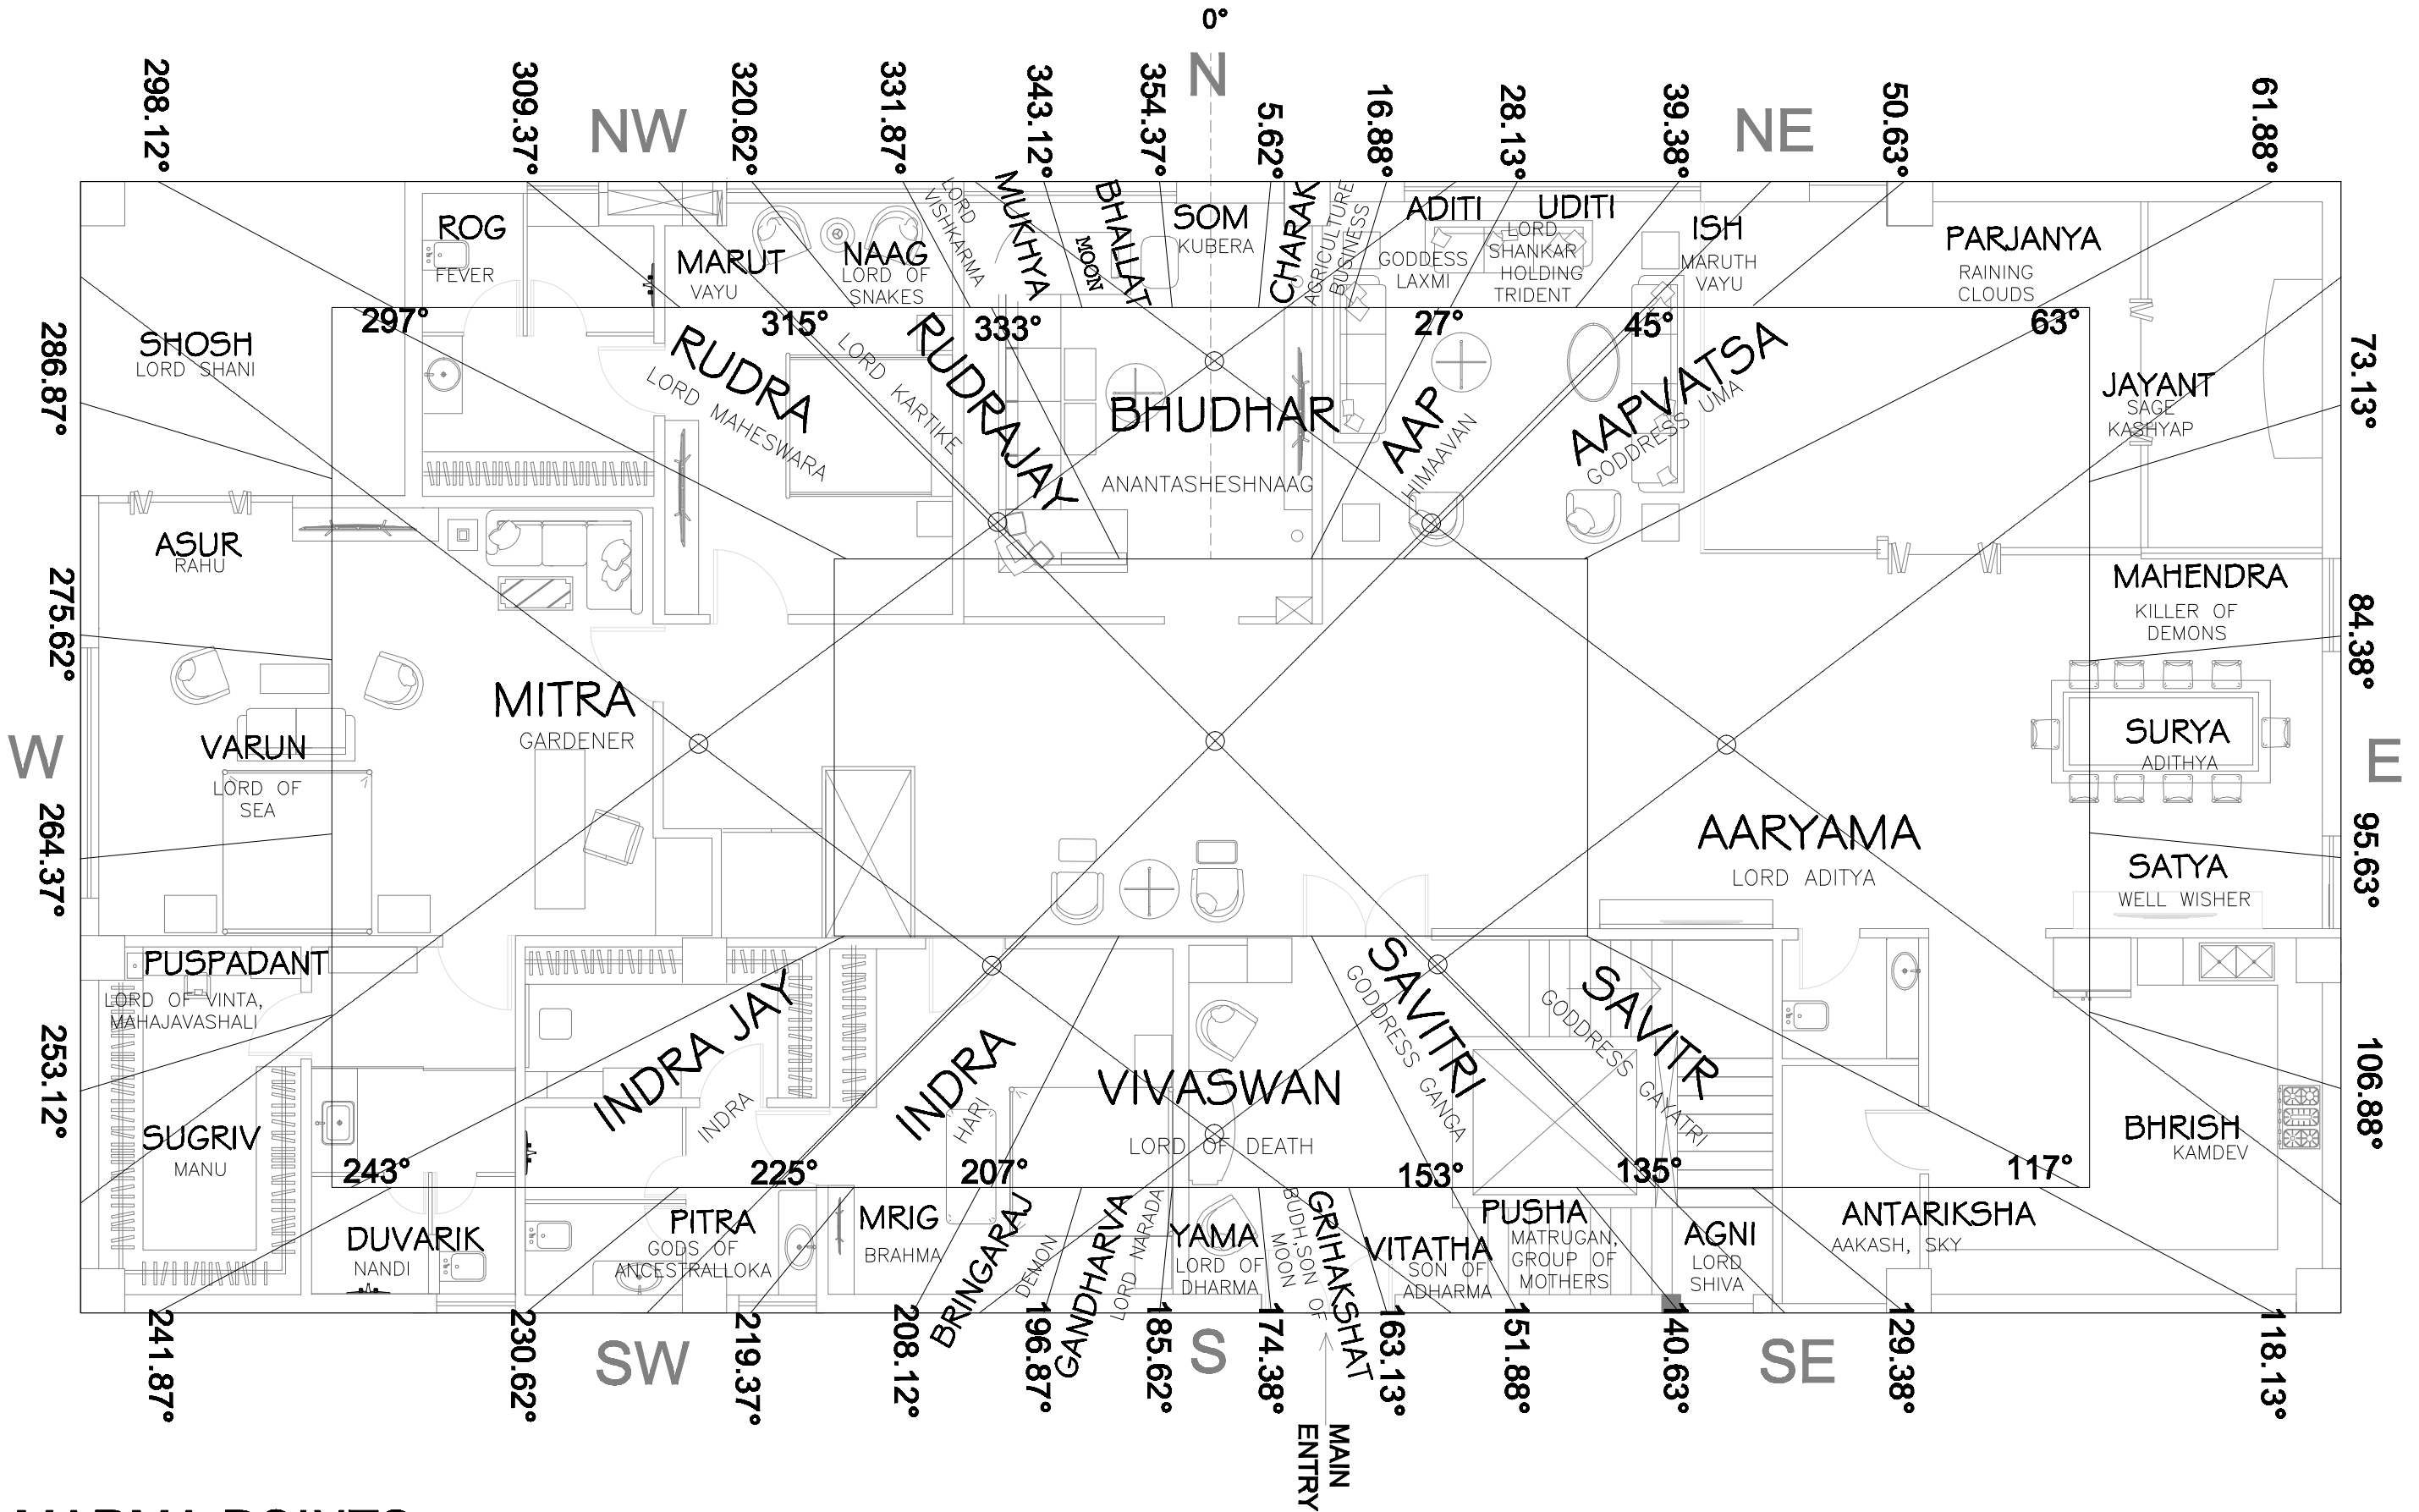 0°
N
298.12°
309.37°
NW
320.62°
331.87°
343.12°
354.37°
5.62°
16.88°
28.13°
39.38°
NE
50.63°
61.88°
ROG
FEVER
MARUT
VAYU
NAAG
LORD OF
SNAKES
LORD
VISHKARMA
MUKHYA
BHALLAT
MOON
SOM
KUBERA
CHARAK
AGRICULTURE
BUSINESS
ADITI
GODDESS
LAXMI
UDITI
LORD
SHANKAR
HOLDING
TRIDENT
ISH
MARUTH
VAYU
PARJANYA
RAINING
CLOUDS
297°
315°
333°
27°
45°
63°
286.87°
SHOSH
LORD SHANI
RUDRA
LORD MAHESWARA
LORD KARTIKE
RUDRAJAY
BHUDHAR
ANANTASHESHNAAG
AAP
HIMAAVAN
AAPVATSA
GODDRESS UMA
JAYANT
SAGE
KASHYAP
73.13°
ASUR
RAHU
275.62°
MAHENDRA
KILLER OF
DEMONS
84.38°
W
VARUN
LORD OF
SEA
MITRA
GARDENER
SURYA
ADITHYA
E
264.37°
AARYAMA
LORD ADITYA
SATYA
WELL WISHER
95.63°
PUSPADANT
LORD OF VINTA,
MAHAJAVASHALI
253.12°
SUGRIV
MANU
INDRA JAY
INDRA
INDRA
HARI
VIVASWAN
LORD OF DEATH
SAVITRI
GODDRESS GANGA
SAVITR
GODDRESS GAYATRI
BHRISH
KAMDEV
106.88°
243°
225°
207°
153°
135°
117°
DUVARIK
NANDI
PITRA
GODS OF
ANCESTRALLOKA
MRIG
BRAHMA
BRINGARAJ
DEMON
GANDHARVA
LORD NARADA
YAMA
LORD OF
DHARMA
BUDH,SON OF
MOON
GRIHAKSHAT
VITATHA
SON OF
ADHARMA
PUSHA
MATRUGAN,
GROUP OF
MOTHERS
AGNI
LORD
SHIVA
ANTARIKSHA
AAKASH, SKY
241.87°
230.62°
SW
219.37°
208.12°
196.87°
185.62°
S
174.38°
163.13°
151.88°
140.63°
SE
129.38°
118.13°
MAIN
ENTRY